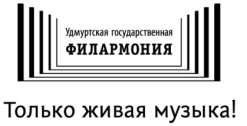 Удмуртская государственная
ФИЛАРМОНИЯ
Только живая музыка!